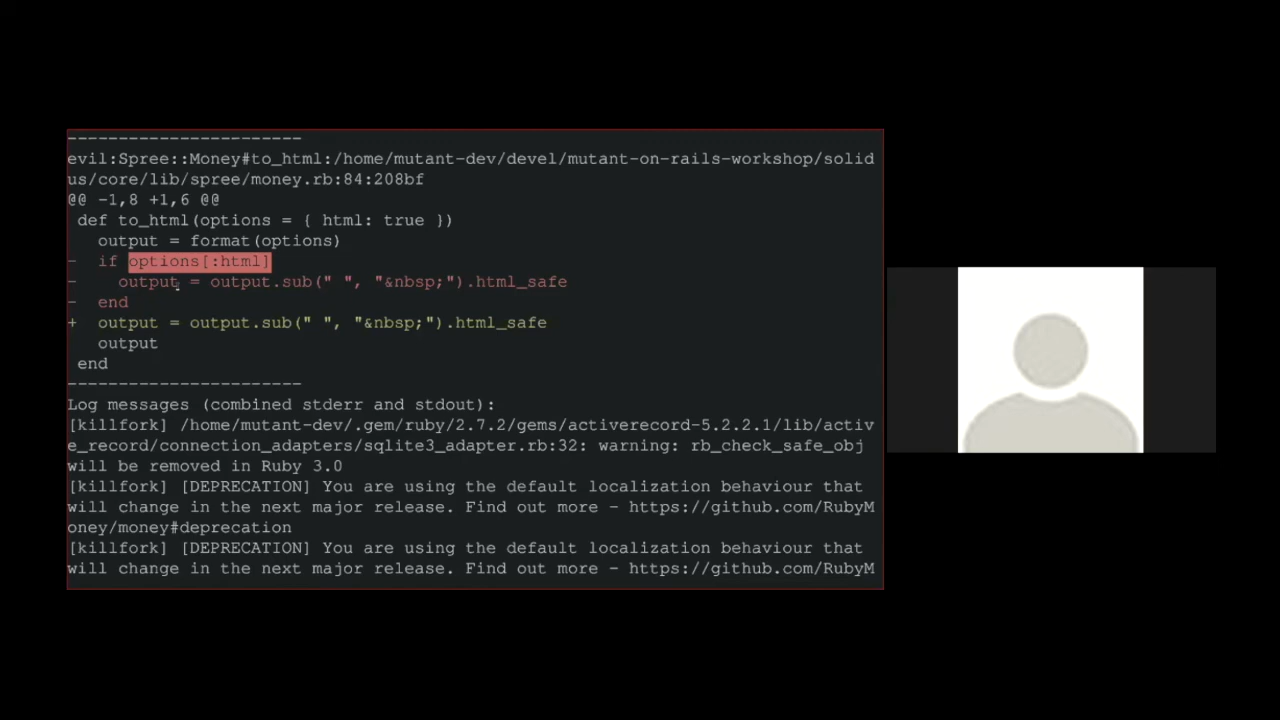 -----------------------
evil:Spree::Money#to_html:/home/mutant-dev/devel/mutant-on-rails-workshop/solid
us/core/lib/spree/money.rb:84:208bf
@@ -1,8 +1,6 @@
 def to_html(options = { html: true })
   output = format(options)
-  if options[:html]
-    output = output.sub(" ", "&nbsp;").html_safe
-  end
+  output = output.sub(" ", "&nbsp;").html_safe
   output
 end
-----------------------
Log messages (combined stderr and stdout):
[killfork] /home/mutant-dev/.gem/ruby/2.7.2/gems/activerecord-5.2.2.1/lib/activ
e_record/connection_adapters/sqlite3_adapter.rb:32: warning: rb_check_safe_obj
will be removed in Ruby 3.0
[killfork] [DEPRECATION] You are using the default localization behaviour that
will change in the next major release. Find out more - https://github.com/RubyM
oney/money#deprecation
[killfork] [DEPRECATION] You are using the default localization behaviour that
will change in the next major release. Find out more - https://github.com/RubyM